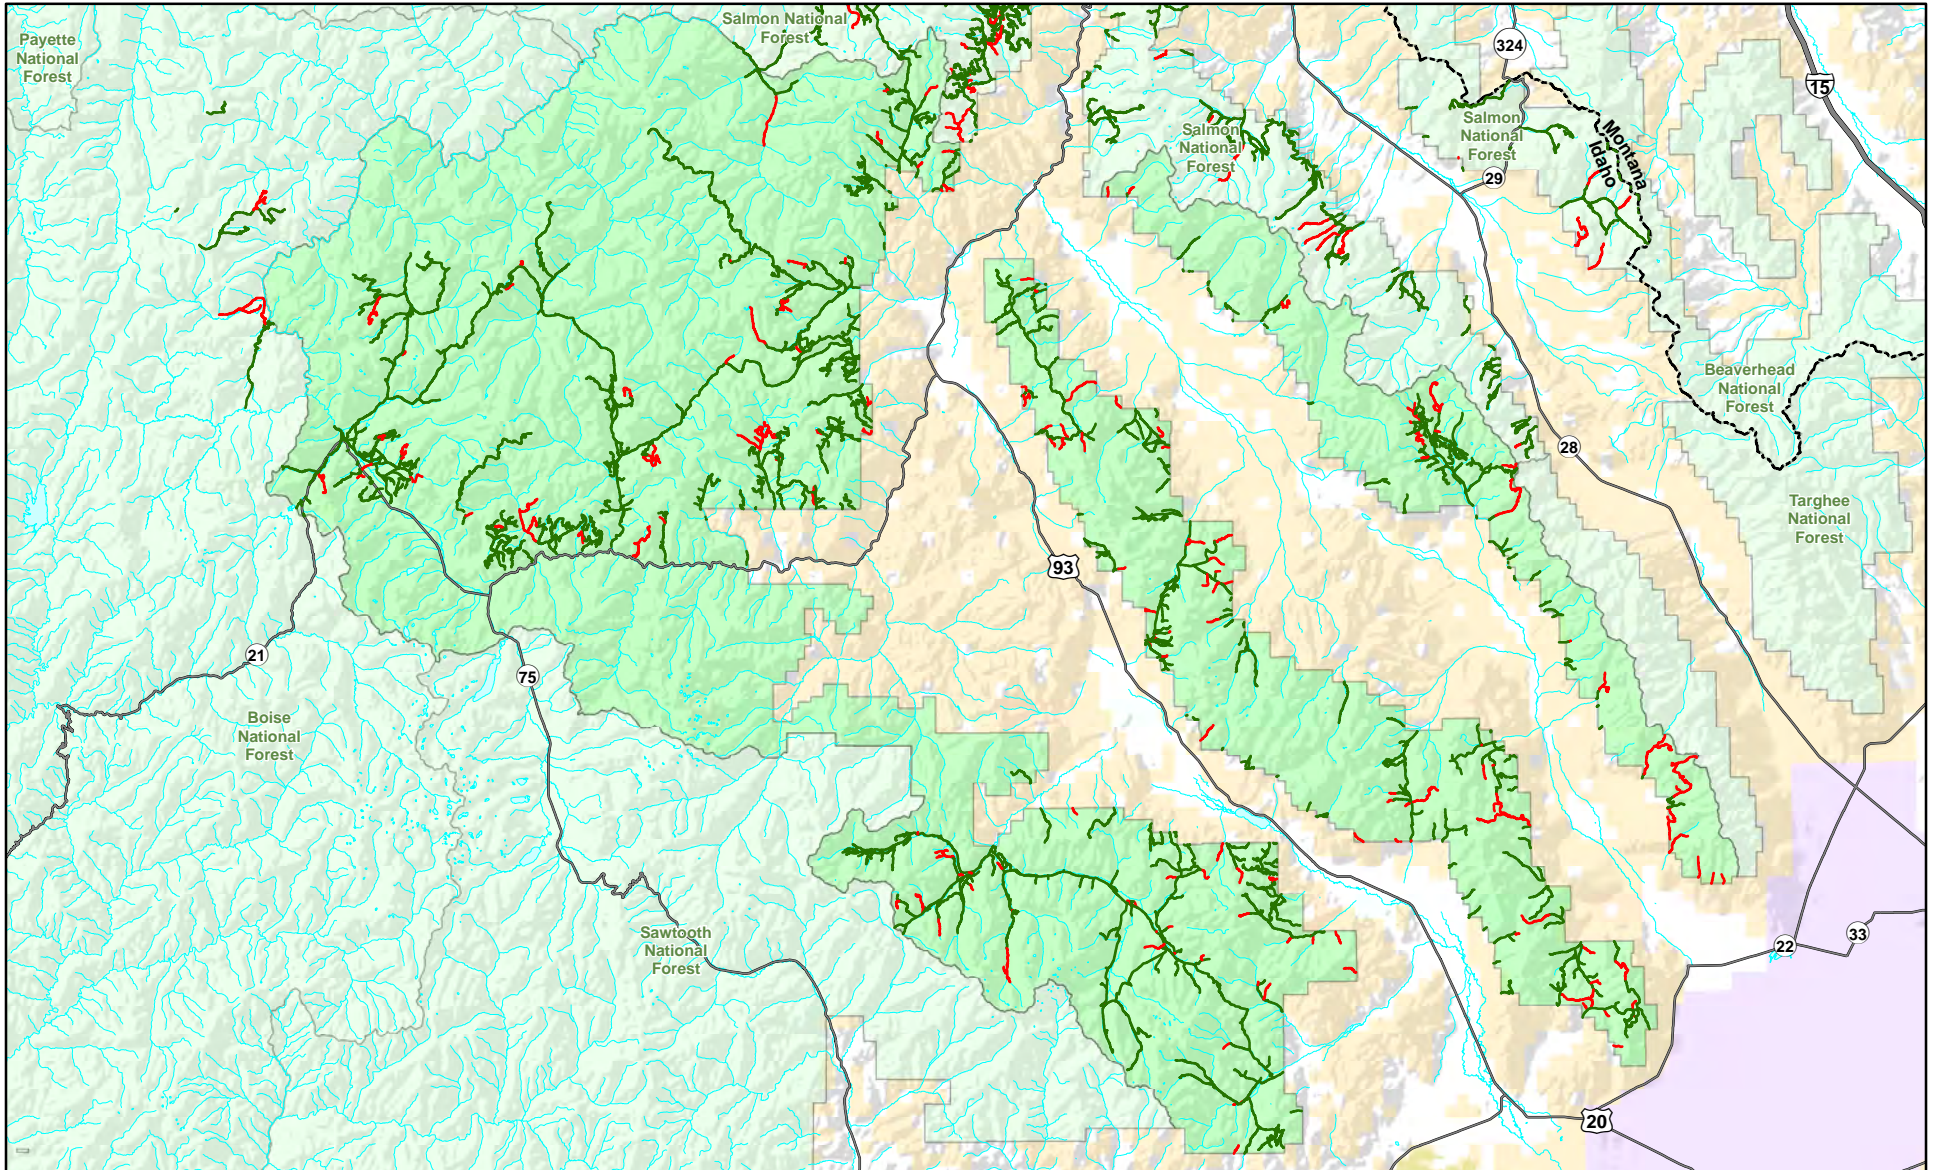 Payette
National
Forest
Salmon National
Forest
324
15
Salmon
National
Forest
Salmon
National
Forest
Montana
Idaho
29
Beaverhead
National
Forest
28
Targhee
National
Forest
93
21
75
Boise
National
Forest
Sawtooth
National
Forest
22
33
20